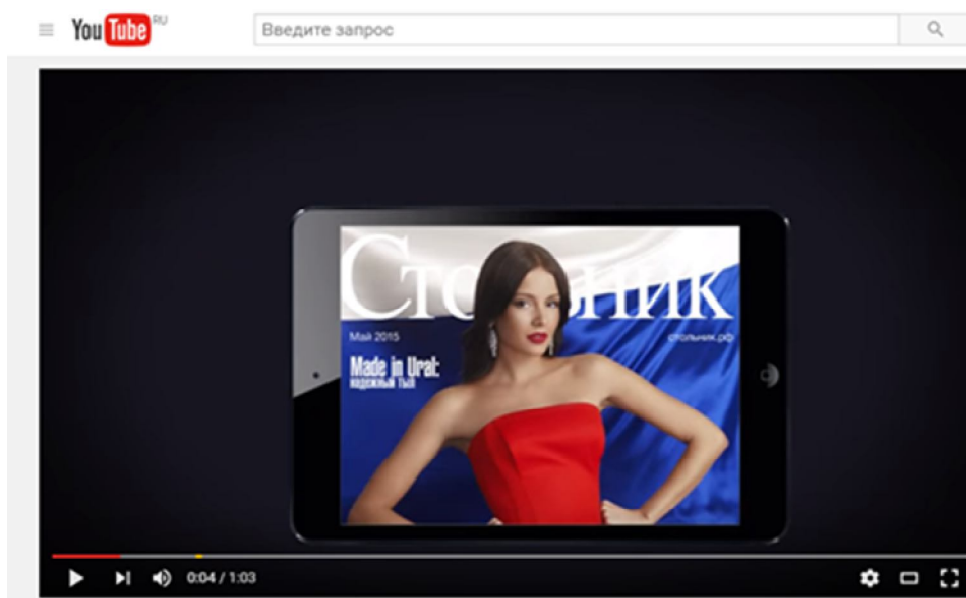 YouTube RU
Введите запрос
Стольник
Май 2015
стольник.рф
Made in Ural:
надежный тыл
0:04 / 1:03